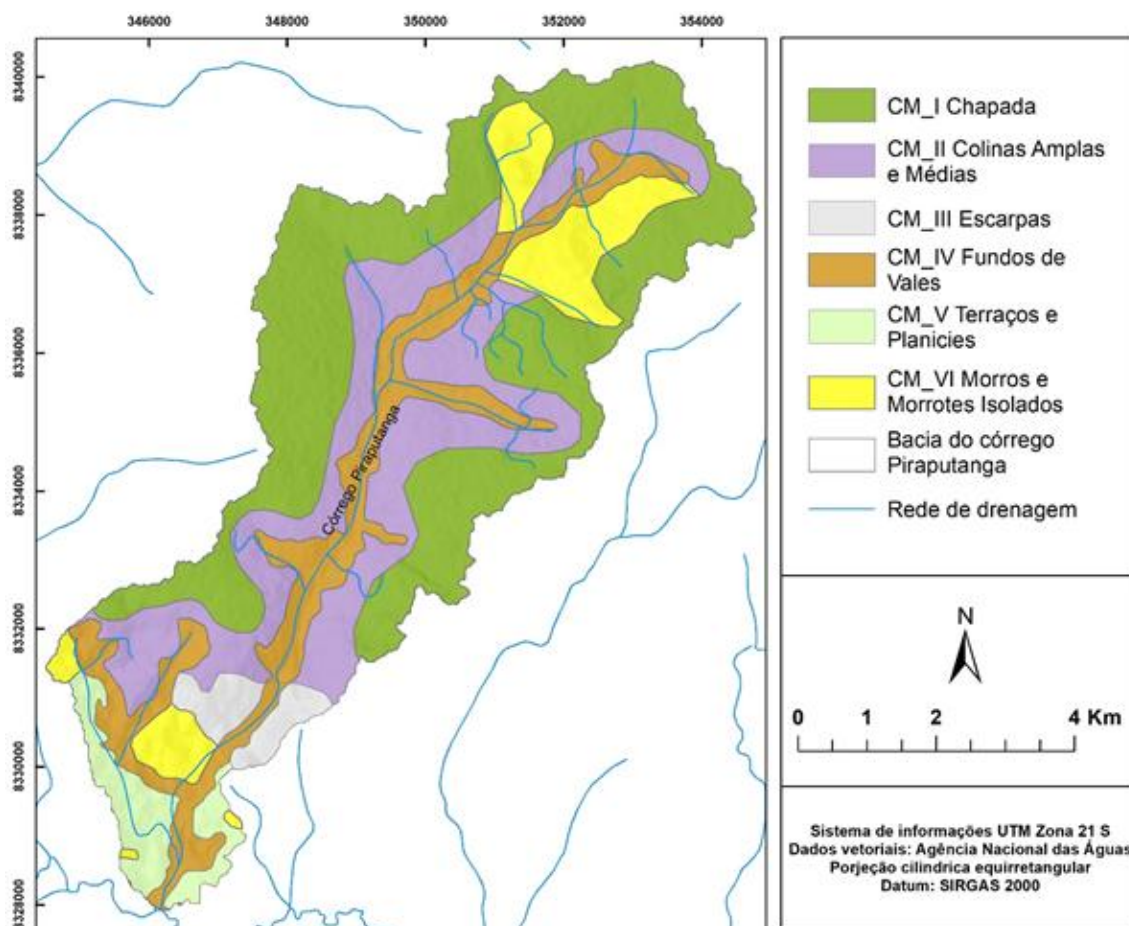 346000
348000
350000
352000
354000
8340000
8338000
8336000
8334000
8332000
8330000
8328000
Córrego Piraputanga
CM_I Chapada
CM_II Colinas Amplas
e Médias
CM_III Escarpas
CM_IV Fundos de
Vales
CM_V Terraços e
Planicies
CM_VI Morros e
Morrotes Isolados
Bacia do córrego
Piraputanga
Rede de drenagem
N
0 1 2 4 Km
Sistema de informações UTM Zona 21 S
Dados vetoriais: Agência Nacional das Águas
Porjeção cilindrica equirretangular
Datum: SIRGAS 2000